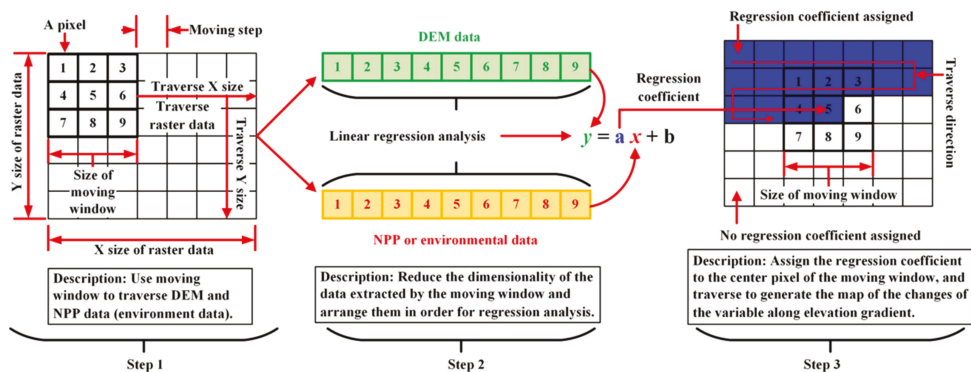 A pixel
Moving step
1 2 3
4 5 6
7 8 9
Traverse X size
Traverse
raster data
Traverse Y size
Y size of raster data
Size of
moving
window
X size of raster data
Description: Use moving
window to traverse DEM and
NPP data (environment data).
Step 1
DEM data
1 2 3 4 5 6 7 8 9
Linear regression analysis
y = a x + b
1 2 3 4 5 6 7 8 9
NPP or environmental data
Description: Reduce the dimensionality of the
data extracted by the moving window and
arrange them in order for regression analysis.
Step 2
Regression
coefficient
Regression coefficient assigned
1 2 3
4 5 6
7 8 9
Traverse direction
Size of moving window
No regression coefficient assigned
Description: Assign the regression coefficient
to the center pixel of the moving window, and
traverse to generate the map of the changes of
the variable along elevation gradient.
Step 3